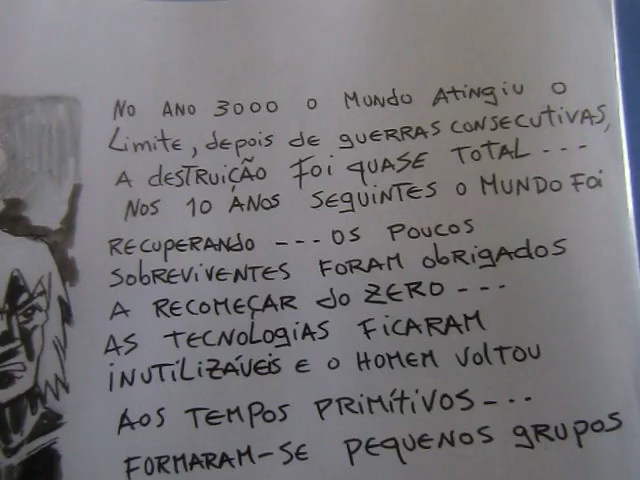 No ANO 3000 o MUNDO AtiNgiu o
Limite, depois de guerras consecutivas,
A destruição foi quase total ---
Nos 10 ANOS seguintes o MUNDO Foi
Recuperando --- os poucos
sobreviventes foram obrigados
A recomeçar do zero ---
As tecnologias ficaram
inutilizáveis e o homem voltou
aos tempos primítivos ---
Formaram-se pequenos grupos